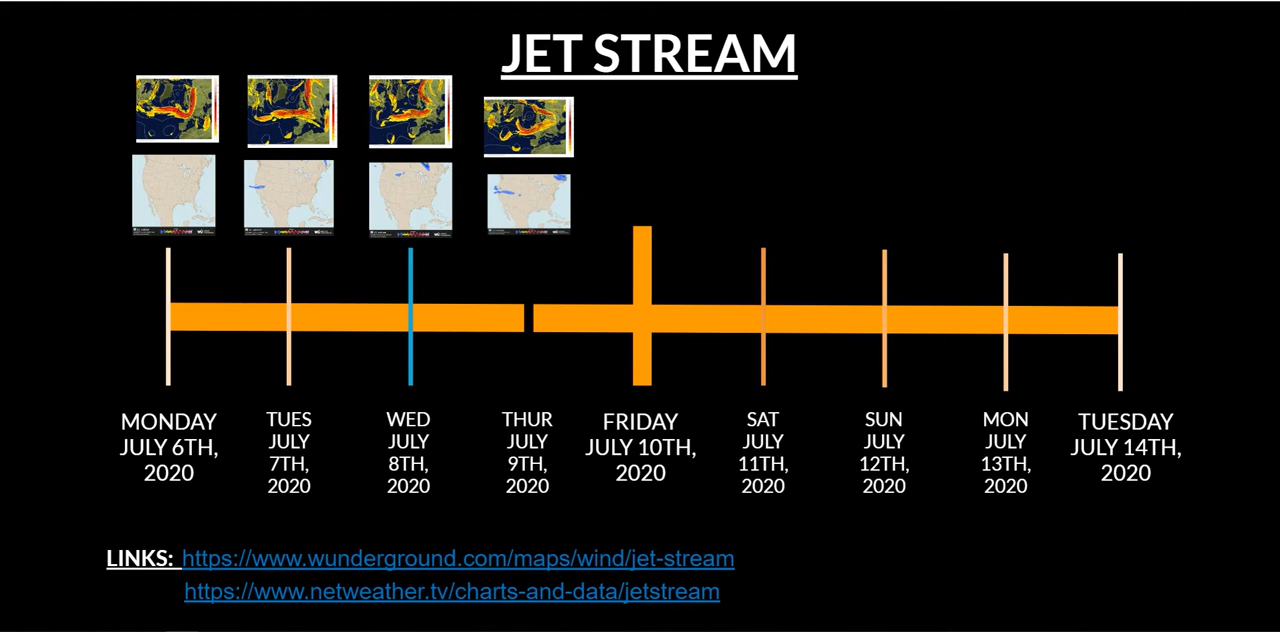 JET STREAM
MONDAY
JULY 6TH,
2020
TUES
JULY
7TH,
2020
WED
JULY
8TH,
2020
THUR
JULY
9TH,
2020
FRIDAY
JULY 10TH,
2020
SAT
JULY
11TH,
2020
SUN
JULY
12TH,
2020
MON
JULY
13TH,
2020
TUESDAY
JULY 14TH,
2020
LINKS: https://www.wunderground.com/maps/wind/jet-stream
https://www.netweather.tv/charts-and-data/jetstream